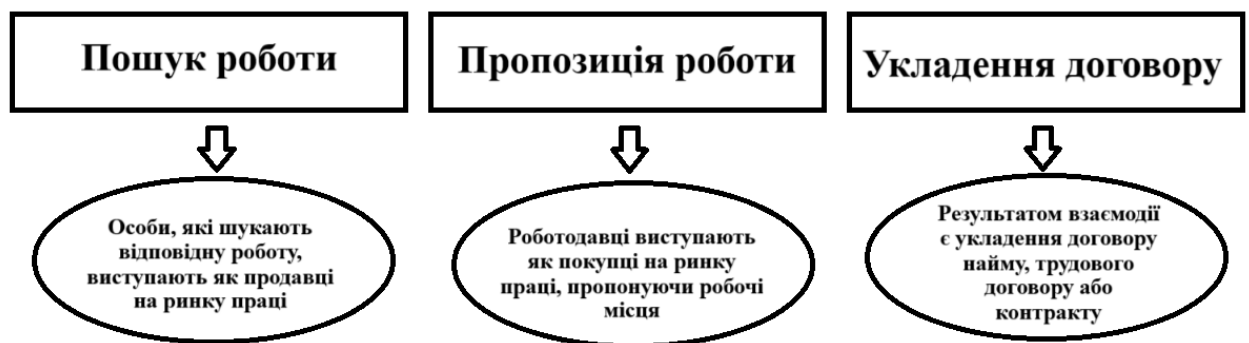 Пошук роботи
Пропозиція роботи
Укладення договору
Особи, які шукають
відповідну роботу,
виступають як продавці
на ринку праці
Роботодавці виступають
як покупці на ринку
праці, пропонуючи робочі
місця
Результатом взаємодії
є укладення договору
найму, трудового
договору або
контракту